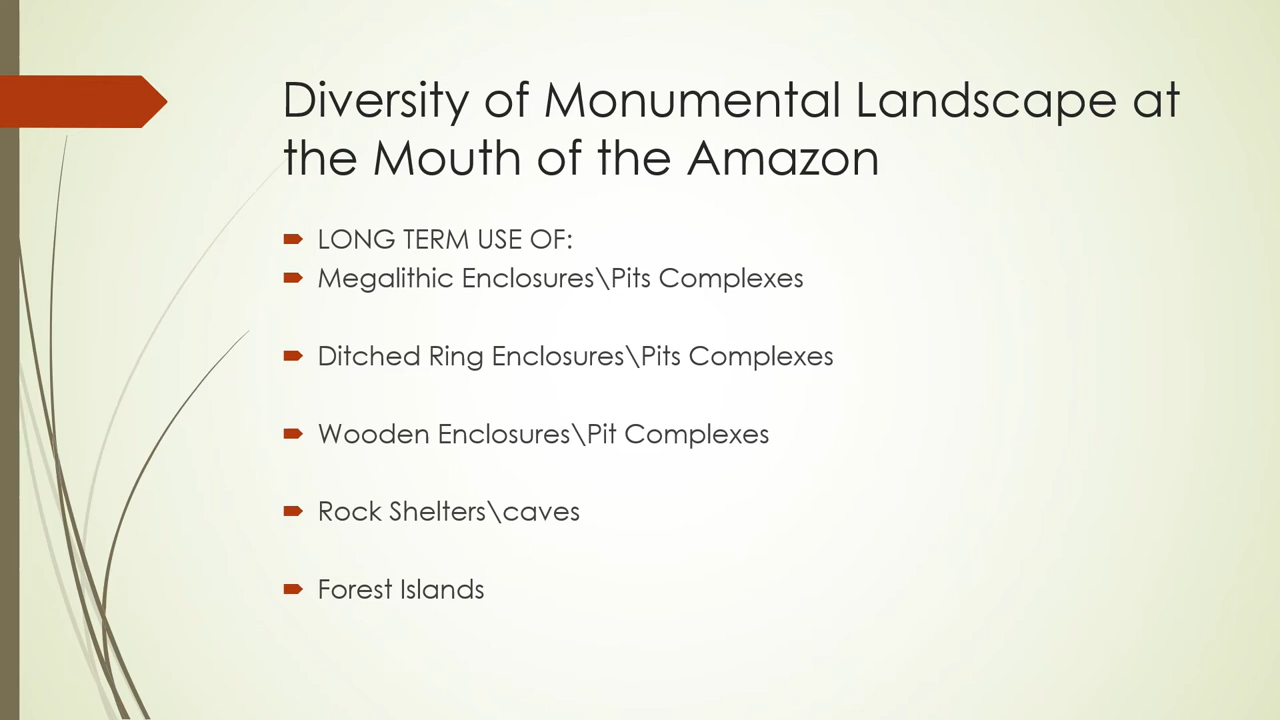 Diversity of Monumental Landscape at
the Mouth of the Amazon
LONG TERM USE OF:
Megalithic Enclosures\Pits Complexes
Ditched Ring Enclosures\Pits Complexes
Wooden Enclosures\Pit Complexes
Rock Shelters\caves
Forest Islands